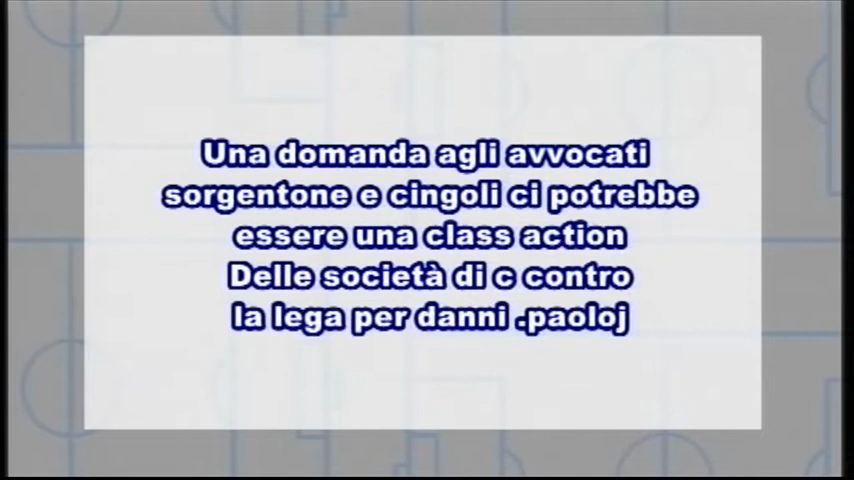 Una domanda agli avvocati
sorgentone e cingoli ci potrebbe
essere una class action
Delle società di c contro
la lega per danni .paoloj